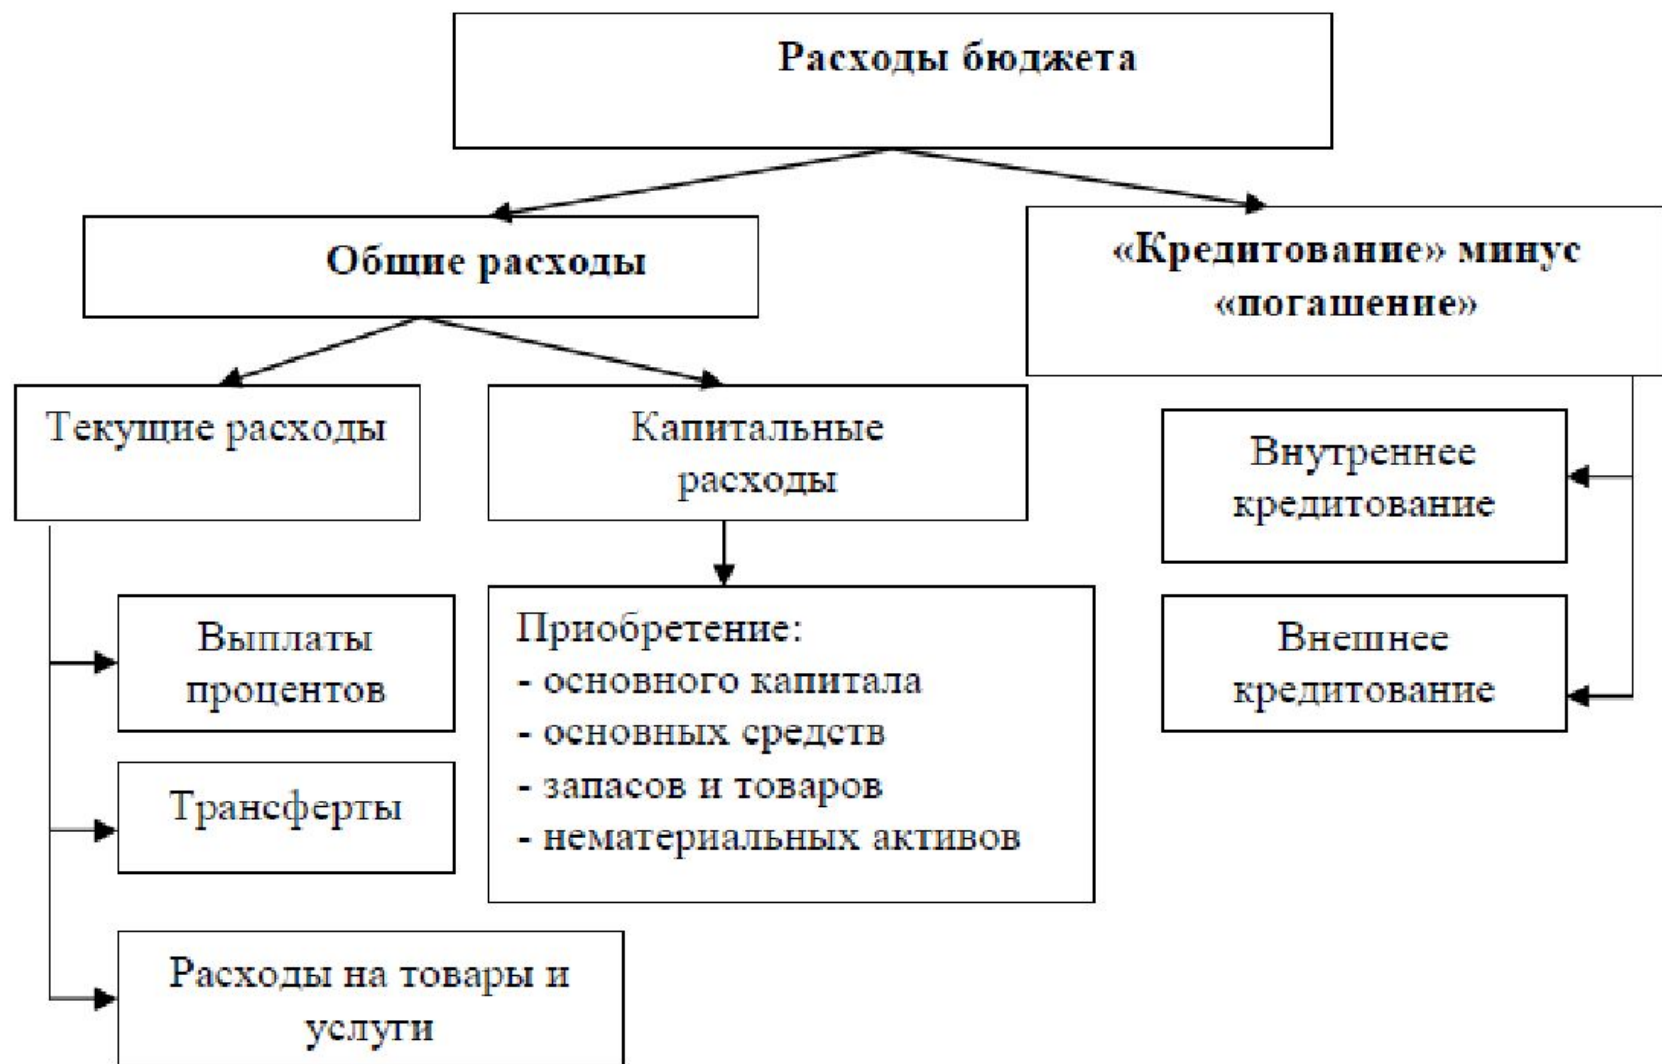 Расходы бюджета
Общие расходы
«Кредитование» минус
«погашение»
Текущие расходы
Капитальные
расходы
Внутреннее
кредитование
Выплаты
процентов
Приобретение:
- основного капитала
- основных средств
- запасов и товаров
- нематериальных активов
Внешнее
кредитование
Трансферты
Расходы на товары и
услуги